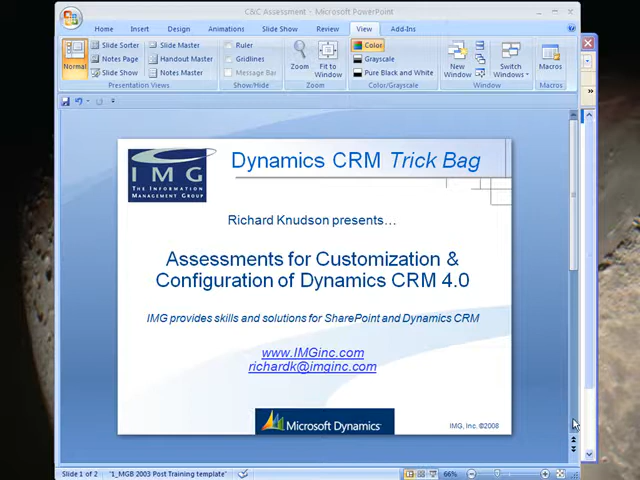 C&C Assessment - Microsoft PowerPoint
Home Insert Design Animations Slide Show Review View Add-Ins
Normal
Slide Sorter
Notes Page
Slide Show
Slide Master
Handout Master
Notes Master
Presentation Views
Ruler
Gridlines
Message Bar
Show/Hide
Zoom
Fit to
Window
Zoom
Color
Grayscale
Pure Black and White
Color/Grayscale
New
Window
Switch
Windows
Window
Macros
Macros
IMG
THE INFORMATION
MANAGEMENT GROUP
Dynamics CRM Trick Bag
Richard Knudson presents…
Assessments for Customization &
Configuration of Dynamics CRM 4.0
IMG provides skills and solutions for SharePoint and Dynamics CRM
www.IMGinc.com
richardk@imginc.com
Microsoft Dynamics
IMG, Inc. ©2008
Slide 1 of 2 "1_MGB 2003 Post Training template" 66%